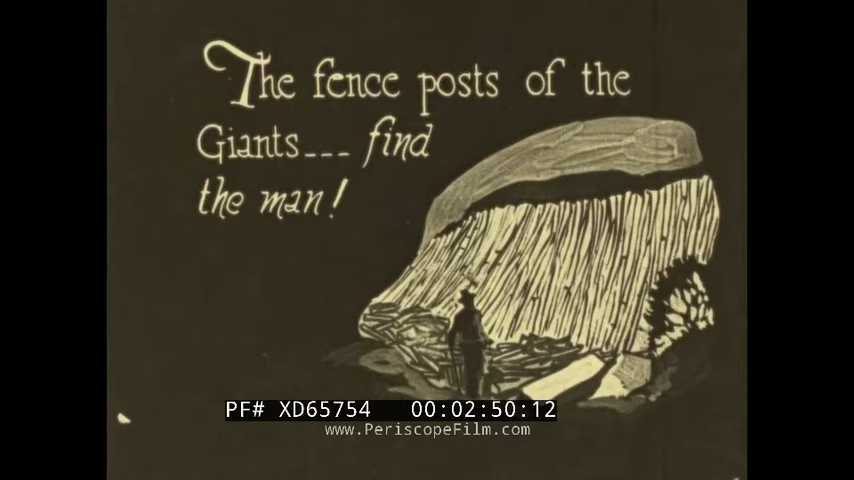 The fence posts of the
Giants--- find
the man!
PF# XD65754 00:02:50:12
www.PeriscopeFilm.com